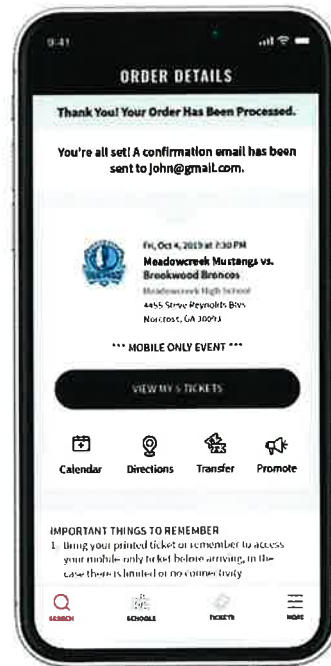 9:41
ORDER DETAILS
Thank You! Your Order Has Been Processed.
You're all set! A confirmation email has been
sent to john@gmail.com.
Fri, Oct 4, 2019 at 7:30 PM
Meadowcreek Mustangs vs.
Brookwood Broncos
Meadowcreek High School
4455 Steve Reynolds Blvs
Norcross, GA 30093
*** MOBILE ONLY EVENT ***
VIEW MY 5 TICKETS
Calendar Directions Transfer Promote
IMPORTANT THINGS TO REMEMBER
1. Bring your printed ticket or remember to access
your mobile only ticket before arriving, in the
case there is limited or no connectivity
SEARCH SCHOOLS TICKETS MORE